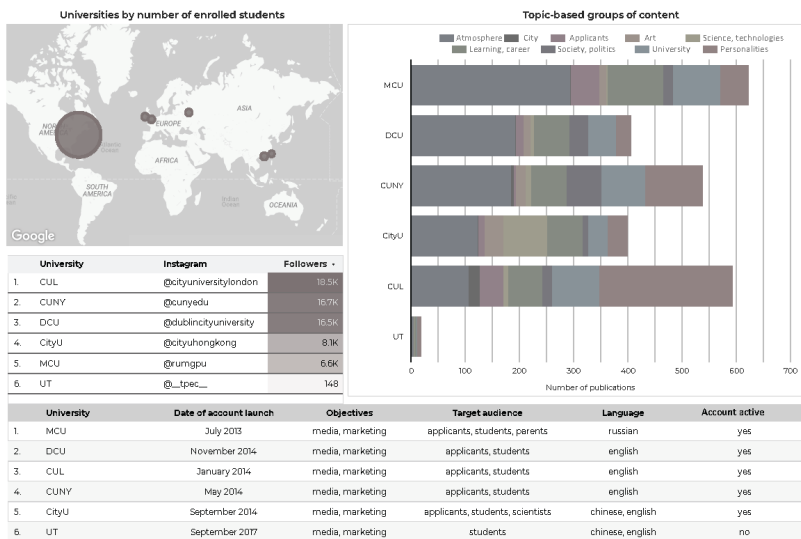 Universities by number of enrolled students
NORTH AMERICA
SOUTH AMERICA
EUROPE
AFRICA
ASIA
OCEANIA
Atlantic Ocean
Indian Ocean
Google
University Instagram Followers
1. CUL @cityuniversitylondon 18.5K
2. CUNY @cunyedu 16.7K
3. DCU @dublincityuniversity 16.5K
4. CityU @cityuhongkong 8.1K
5. MCU @rumgpu 6.6K
6. UT @__tpec__ 148
Topic-based groups of content
Atmosphere City Applicants Art Science, technologies
Learning, career Society, politics University Personalities
MCU
DCU
CUNY
CityU
CUL
UT
0 100 200 300 400 500 600 700
Number of publications
University Date of account launch Objectives Target audience Language Account active
1. MCU July 2013 media, marketing applicants, students, parents russian yes
2. DCU November 2014 media, marketing applicants, students english yes
3. CUL January 2014 media, marketing applicants, students english yes
4. CUNY May 2014 media, marketing applicants, students english yes
5. CityU September 2014 media, marketing applicants, students, scientists chinese, english yes
6. UT September 2017 media, marketing students chinese, english no